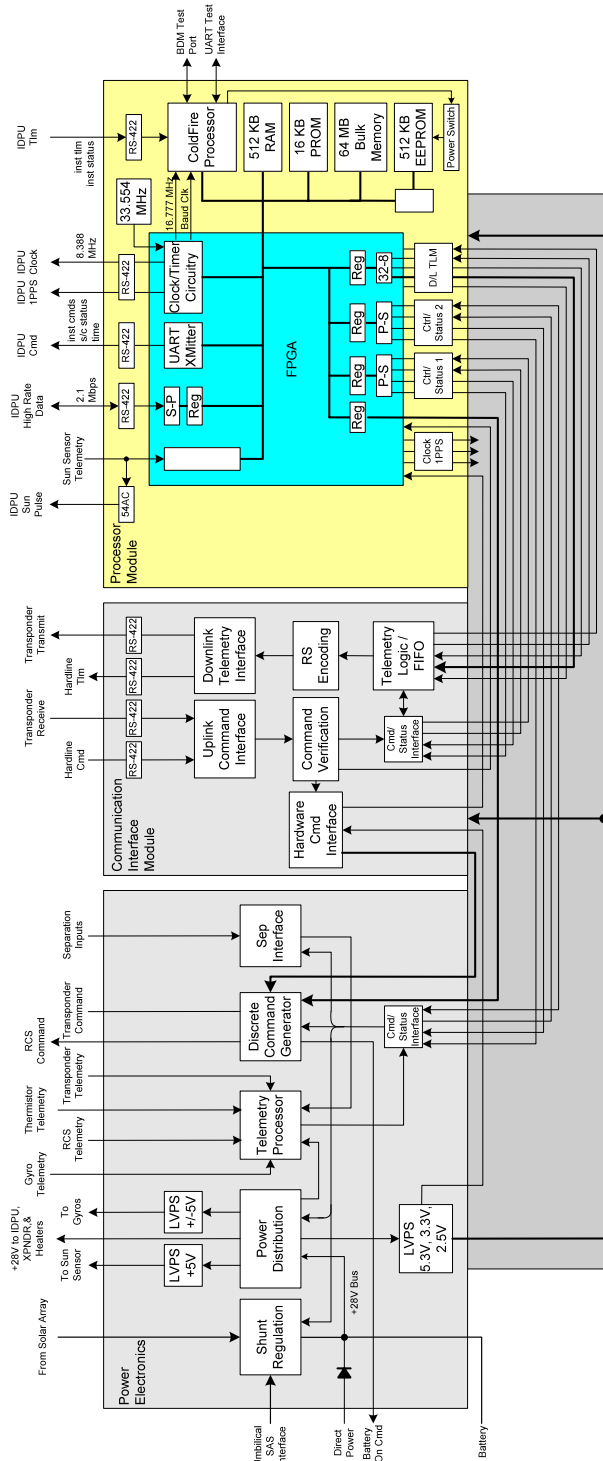 IDPU
Tlm
BDM Test
Port
UART Test
Interface
inst tlm
inst status
RS-422
ColdFire
Processor
512 KB
RAM
16 KB
PROM
64 MB
Bulk
Memory
512 KB
EEPROM
Power Switch
33.554
MHz
16.777 MHz
Baud Clk
IDPU
1PPS
IDPU
Clock
8.388
MHz
RS-422
Clock/Timer
Circuitry
IDPU
Cmd
inst cmds
s/c status
time
RS-422
UART
XMitter
FPGA
IDPU
High Rate
Data
2.1
Mbps
RS-422
S-P
Reg
Sun Sensor
Telemetry
IDPU
Sun
Pulse
54AC
Processor
Module
Reg
32-8
D/L TLM
Reg
P-S
Ctrl/
Status 2
Reg
P-S
Ctrl/
Status 1
Reg
Clock
1PPS
Transponder
Transmit
Hardline
Tlm
Transponder
Receive
Hardline
Cmd
RS-422
RS-422
RS-422
RS-422
Downlink
Telemetry
Interface
RS
Encoding
Telemetry
Logic /
FIFO
Uplink
Command
Interface
Command
Verification
Cmd/
Status
Interface
Hardware
Cmd
Interface
Communication
Interface
Module
Separation
Inputs
Sep
Interface
RCS
Command
Transponder
Command
Discrete
Command
Generator
Cmd/
Status
Interface
Thermistor
Telemetry
Transponder
Telemetry
RCS
Telemetry
Gyro
Telemetry
Telemetry
Processor
+28V to IDPU,
XPNDR,&
Heaters
To
Gyros
To Sun
Sensor
LVPS
+/-5V
LVPS
+5V
Power
Distribution
LVPS
5.3V, 3.3V,
2.5V
+28V Bus
From Solar Array
Shunt
Regulation
Power
Electronics
Imbilical
SAS
Interface
Direct
Power
Battery
On Cmd
Battery